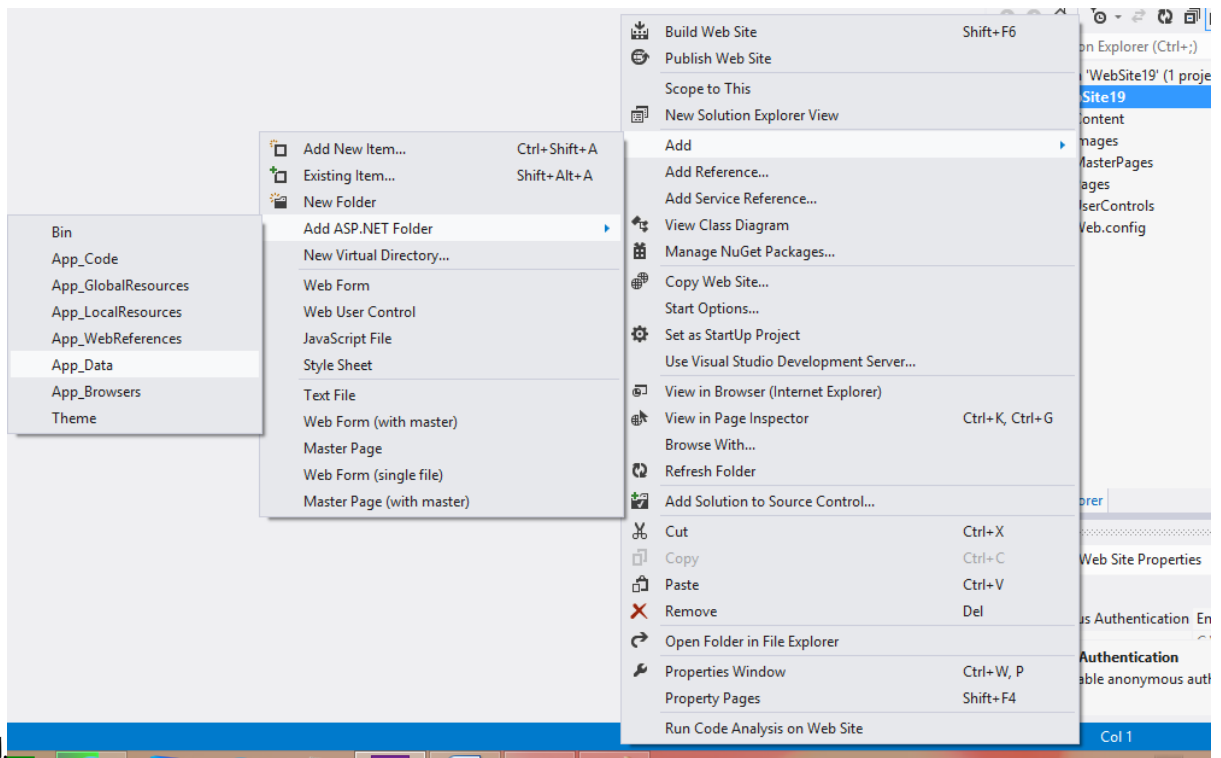 Build Web Site Shift+F6
Publish Web Site
Scope to This
New Solution Explorer View
Add
Add Reference...
Add Service Reference...
View Class Diagram
Manage NuGet Packages...
Copy Web Site...
Start Options...
Set as StartUp Project
Use Visual Studio Development Server...
View in Browser (Internet Explorer)
View in Page Inspector Ctrl+K, Ctrl+G
Browse With...
Refresh Folder
Add Solution to Source Control...
Cut Ctrl+X
Copy Ctrl+C
Paste Ctrl+V
Remove Del
Open Folder in File Explorer
Properties Window Ctrl+W, P
Property Pages Shift+F4
Run Code Analysis on Web Site
Add New Item... Ctrl+Shift+A
Existing Item... Shift+Alt+A
New Folder
Add ASP.NET Folder
New Virtual Directory...
Web Form
Web User Control
JavaScript File
Style Sheet
Text File
Web Form (with master)
Master Page
Web Form (single file)
Master Page (with master)
Bin
App_Code
App_GlobalResources
App_LocalResources
App_WebReferences
App_Data
App_Browsers
Theme
on Explorer (Ctrl+;)
'WebSite19' (1 proje
Site19
Content
mages
MasterPages
ages
UserControls
Web.config
orer
Web Site Properties
us Authentication En
Authentication
able anonymous auth
Col 1